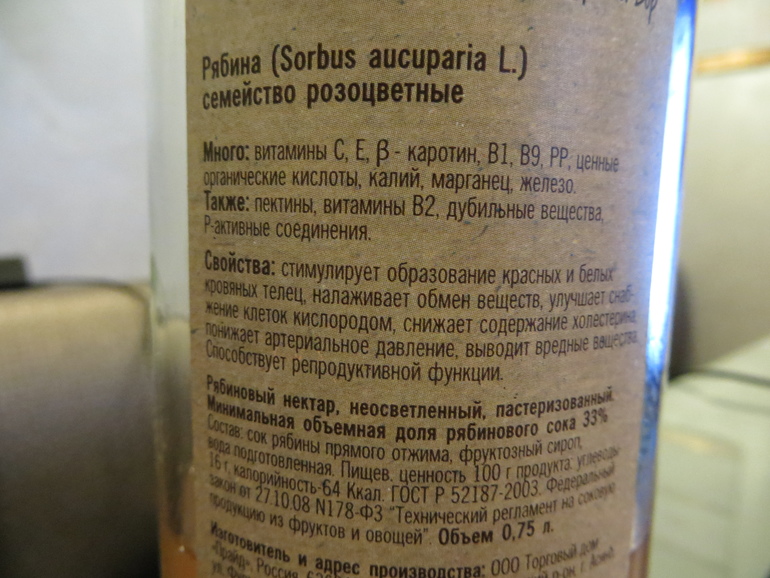 Рябина (Sorbus aucuparia L.)
семейство розоцветные
Много: витамины С, Е, β - каротин, В1, В9, РР, ценные
органические кислоты, калий, марганец, железо.
Также: пектины, витамины В2, дубильные вещества,
Р-активные соединения.
Свойства: стимулирует образование красных и белых
кровяных телец, налаживает обмен веществ, улучшает снаб-
жение клеток кислородом, снижает содержание холестерина,
понижает артериальное давление, выводит вредные вещества.
Способствует репродуктивной функции.
Рябиновый нектар, неосветленный, пастеризованный.
Минимальная объемная доля рябинового сока 33%
Состав: сок рябины прямого отжима, фруктозный сироп,
вода подготовленная. Пищев. ценность 100 г продукта: углеводы-
16 г, калорийность-64 Ккал. ГОСТ Р 52187-2003. Федеральный
закон от 27.10.08 N178-ФЗ "Технический регламент на соковую
продукцию из фруктов и овощей". Объем 0,75 л.
Изготовитель и адрес производства: ООО Торговый дом
«Прайд», Россия,